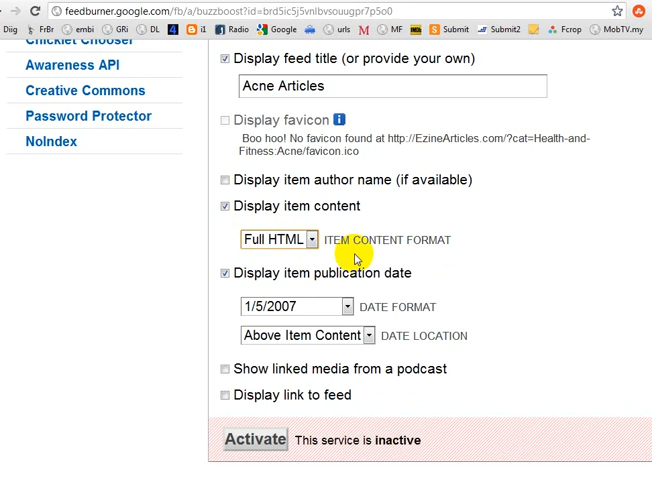 feedburner.google.com/fb/a/buzzboost?id=brd5ic5j5vnlbvsouugpr7p5o0
Diig FrBr embi GRi DL i1 Radio Google urls MF Submit Submit2 Fcrop MobTV.my
Chicklet Chooser
Awareness API
Creative Commons
Password Protector
NoIndex
Display feed title (or provide your own)
Acne Articles
Display favicon
Boo hoo! No favicon found at http://EzineArticles.com/?cat=Health-and-
Fitness:Acne/favicon.ico
Display item author name (if available)
Display item content
Full HTML ITEM CONTENT FORMAT
Display item publication date
1/5/2007 DATE FORMAT
Above Item Content DATE LOCATION
Show linked media from a podcast
Display link to feed
Activate This service is inactive